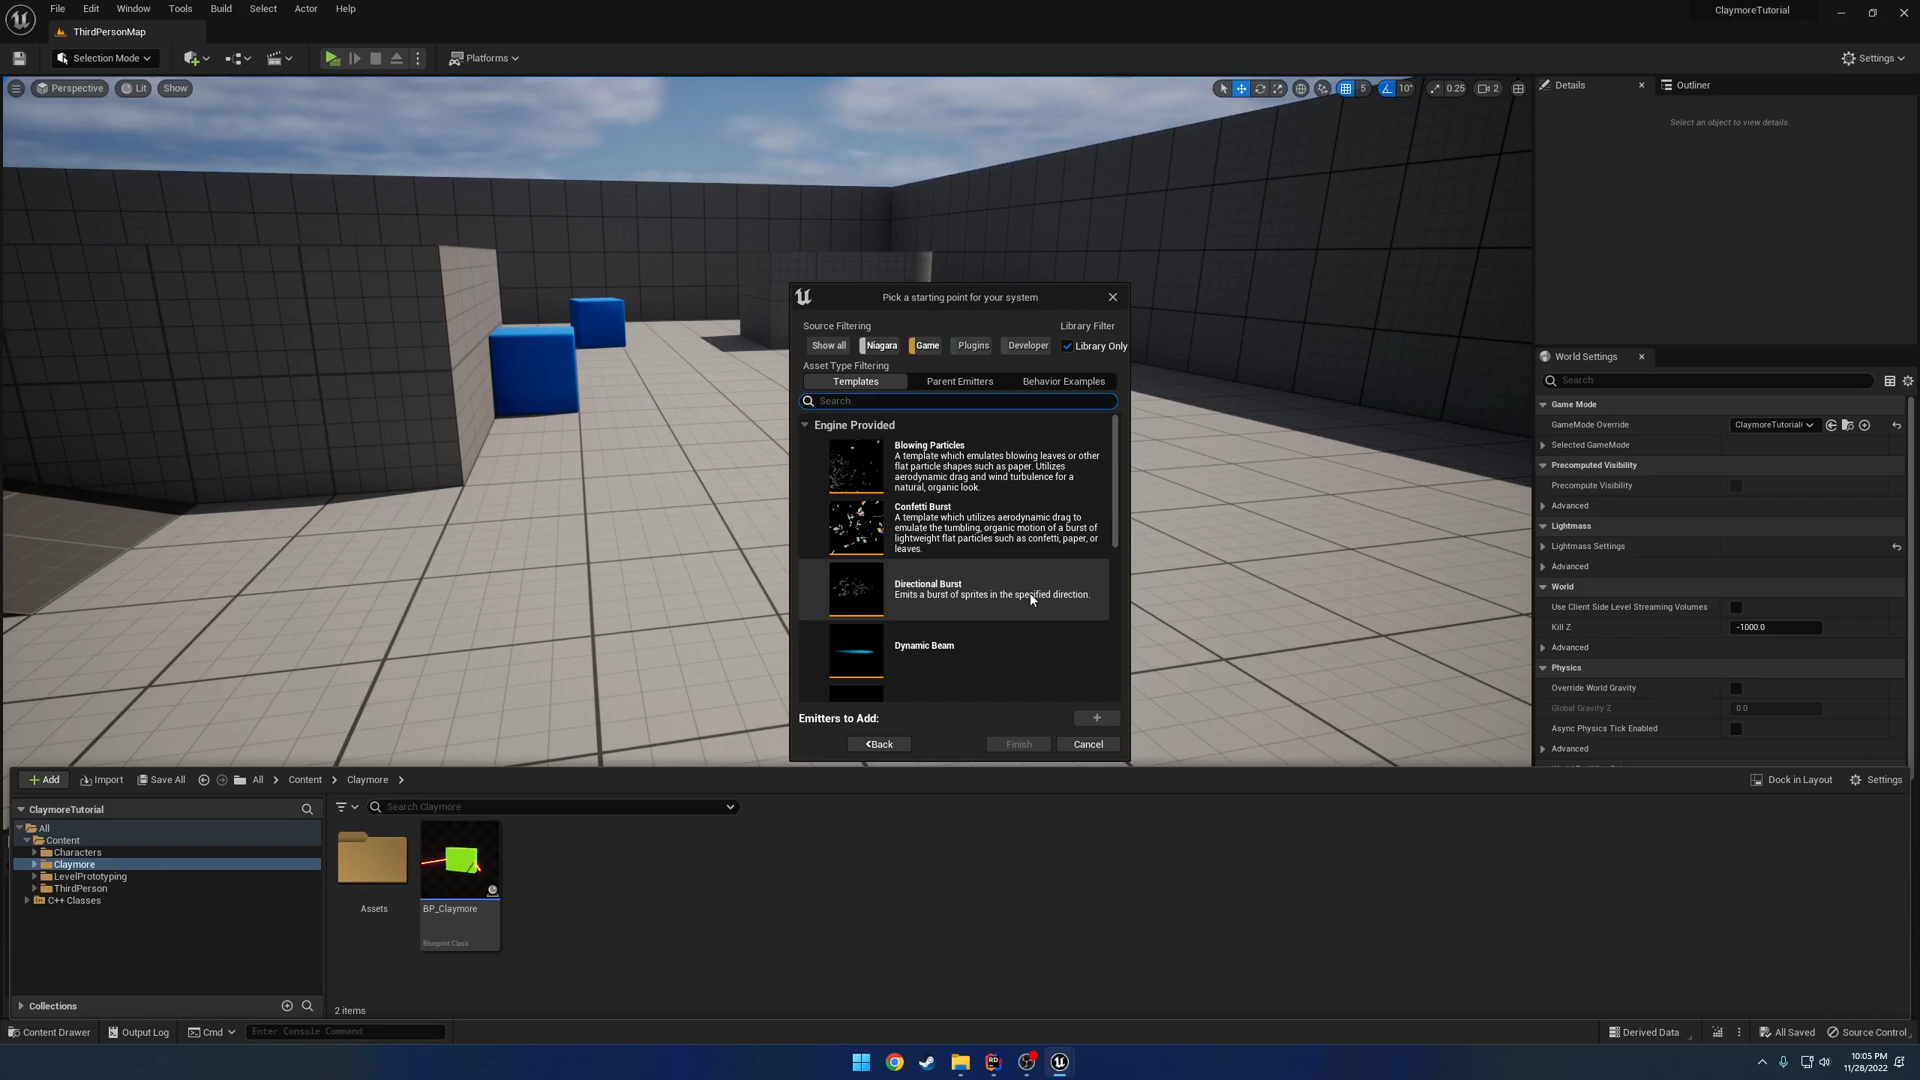 File Edit Window Tools Build Select Actor Help
ClaymoreTutorial
ThirdPersonMap
Selection Mode
Platforms
Settings
Perspective
Lit
Show
5
10°
0.25
2
Details
Outliner
Select an object to view details.
Pick a starting point for your system
Source Filtering
Library Filter
Show all
Niagara
Game
Plugins
Developer
Library Only
Asset Type Filtering
Templates
Parent Emitters
Behavior Examples
Search
Engine Provided
Blowing Particles
A template which emulates blowing leaves or other
flat particle shapes such as paper. Utilizes
aerodynamic drag and wind turbulence for a
natural, organic look.
Confetti Burst
A template which utilizes aerodynamic drag to
emulate the tumbling, organic motion of a burst of
lightweight flat particles such as confetti, paper, or
leaves.
Directional Burst
Emits a burst of sprites in the specified direction.
Dynamic Beam
Emitters to Add:
Back
Finish
Cancel
World Settings
Search
Game Mode
GameMode Override
ClaymoreTutorial
Selected GameMode
Precomputed Visibility
Precompute Visibility
Advanced
Lightmass
Lightmass Settings
Advanced
World
Use Client Side Level Streaming Volumes
Kill Z
-1000.0
Advanced
Physics
Override World Gravity
Global Gravity Z
0.0
Async Physics Tick Enabled
Advanced
Add
Import
Save All
All
Content
Claymore
Dock in Layout
Settings
ClaymoreTutorial
Search Claymore
All
Content
Characters
Claymore
LevelPrototyping
ThirdPerson
C++ Classes
Assets
BP_Claymore
Blueprint Class
Collections
2 items
Content Drawer
Output Log
Cmd
Enter Console Command
Derived Data
All Saved
Source Control
RD
10:05 PM
11/28/2022